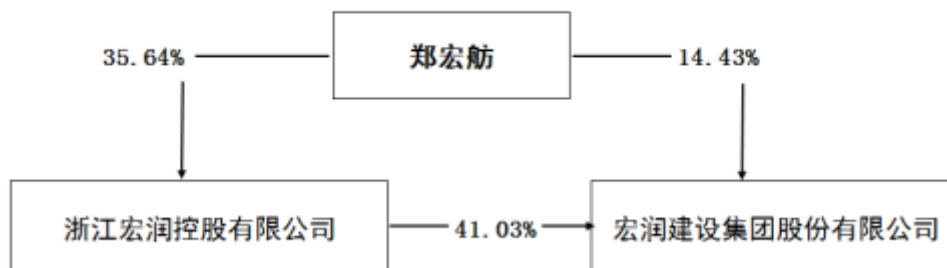 郑宏舫
35.64%
14.43%
浙江宏润控股有限公司
41.03%
宏润建设集团股份有限公司